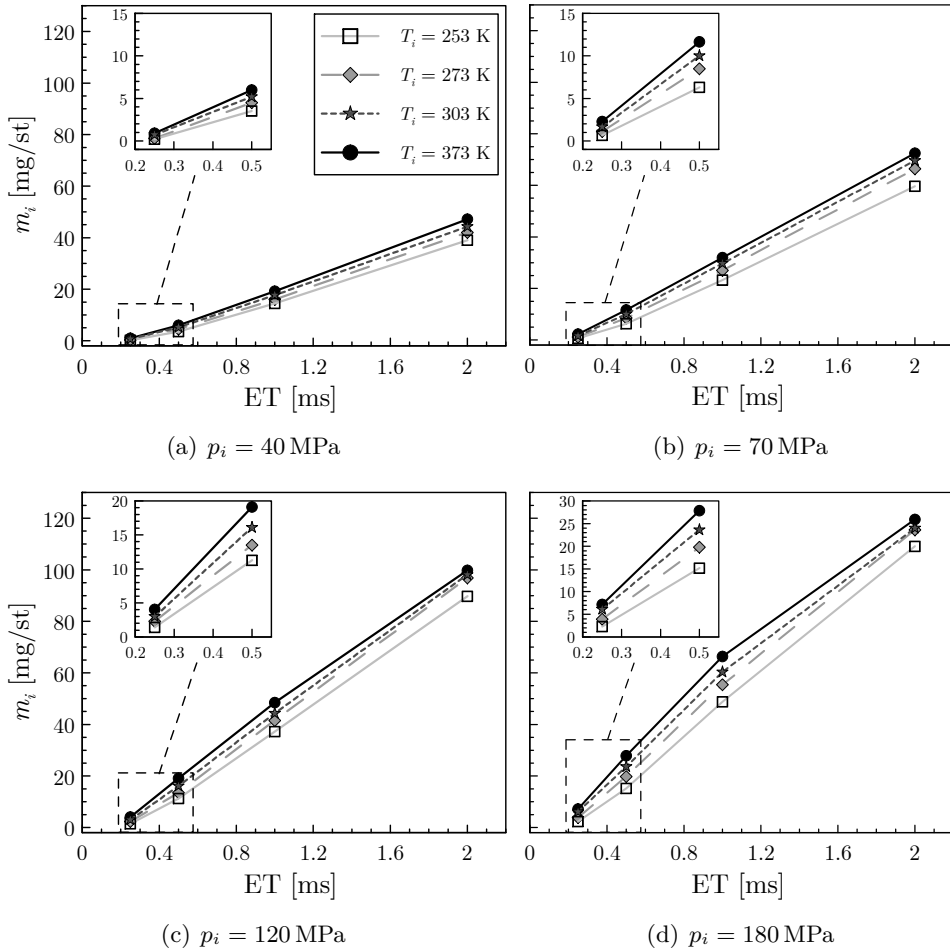 120
100
80
60
40
20
0
m_i [mg/st]
15
10
5
0
0.2 0.3 0.4 0.5
T_i = 253 K
T_i = 273 K
T_i = 303 K
T_i = 373 K
0 0.4 0.8 1.2 1.6 2
ET [ms]
(a) p_i = 40 MPa
15
10
5
0
0.2 0.3 0.4 0.5
0 0.4 0.8 1.2 1.6 2
ET [ms]
(b) p_i = 70 MPa
120
100
80
60
40
20
0
m_i [mg/st]
20
15
10
5
0
0.2 0.3 0.4 0.5
0 0.4 0.8 1.2 1.6 2
ET [ms]
(c) p_i = 120 MPa
30
25
20
15
10
5
0
0.2 0.3 0.4 0.5
0 0.4 0.8 1.2 1.6 2
ET [ms]
(d) p_i = 180 MPa